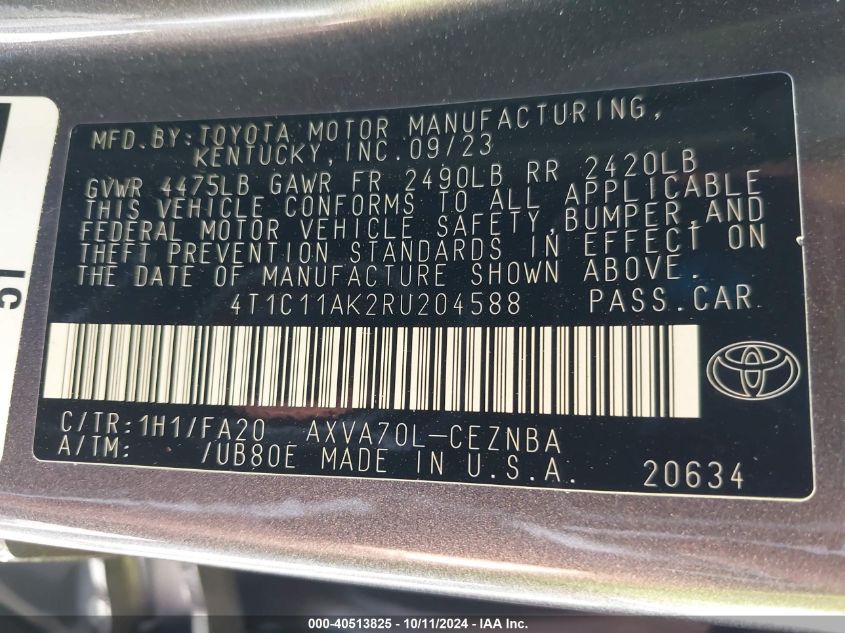 MFD.BY:TOYOTA MOTOR MANUFACTURING,
KENTUCKY,INC.09/23
GVWR 4475LB GAWR FR 2490LB RR 2420LB
THIS VEHICLE CONFORMS TO ALL APPLICABLE
FEDERAL MOTOR VEHICLE SAFETY,BUMPER,AND
THEFT PREVENTION STANDARDS IN EFFECT ON
THE DATE OF MANUFACTURE SHOWN ABOVE.
4T1C11AK2RU204588 PASS.CAR
C/TR:1H1/FA20 AXVA70L-CEZNBA
A/TM: /UB80E MADE IN U.S.A. 20634
000-40513825 - 10/11/2024 - IAA Inc.